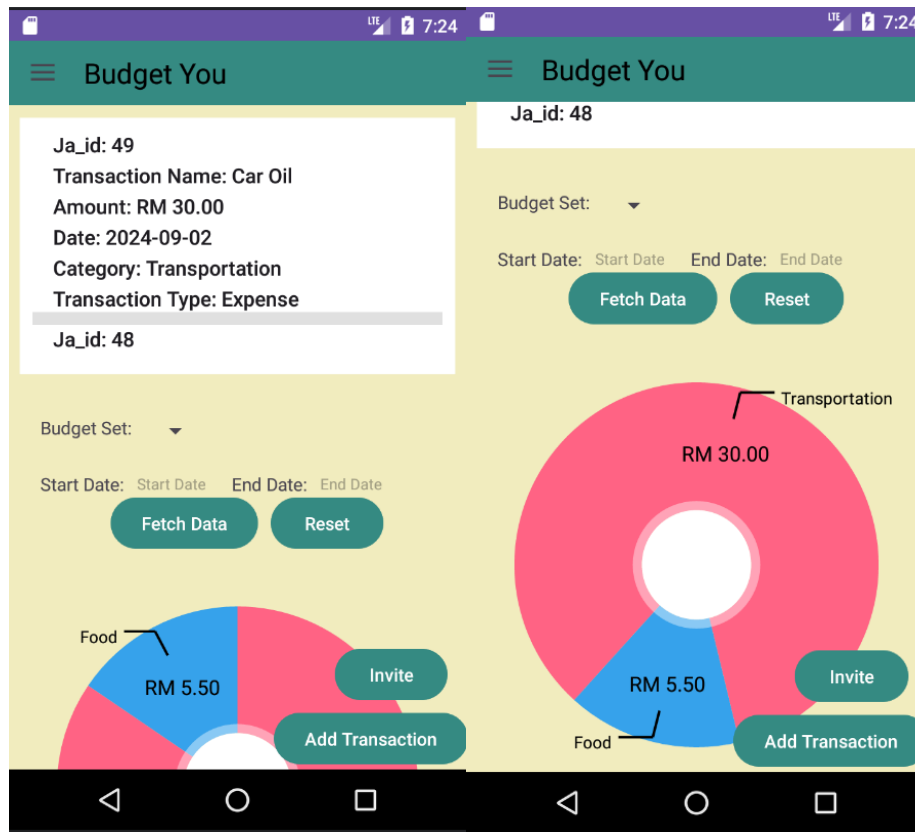 LTE 7:24
Budget You
Ja_id: 49
Transaction Name: Car Oil
Amount: RM 30.00
Date: 2024-09-02
Category: Transportation
Transaction Type: Expense
Ja_id: 48
Budget Set:
Start Date: Start Date End Date: End Date
Fetch Data Reset
Food
RM 5.50
Invite
Add Transaction
LTE 7:24
Budget You
Ja_id: 48
Budget Set:
Start Date: Start Date End Date: End Date
Fetch Data Reset
Transportation
RM 30.00
RM 5.50
Invite
Food
Add Transaction